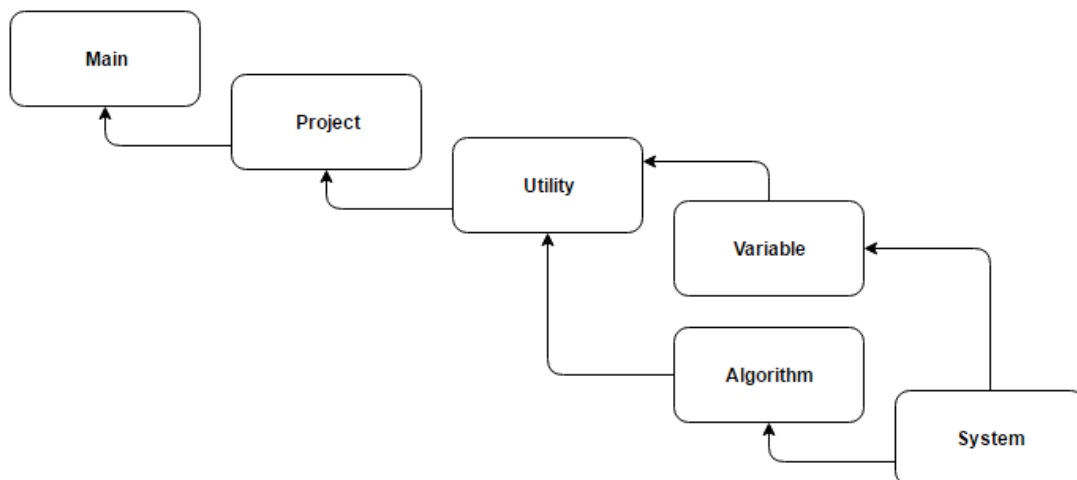 Main
Project
Utility
Variable
Algorithm
System